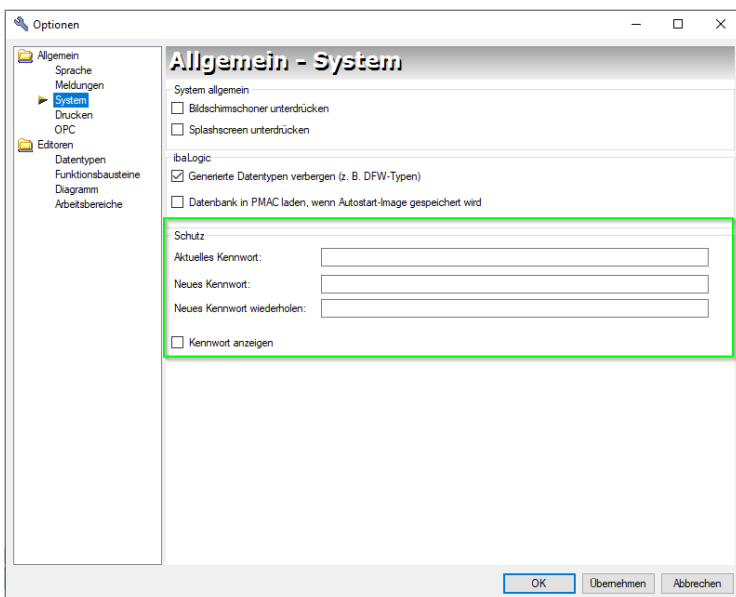 Optionen
Allgemein
Sprache
Meldungen
System
Drucken
OPC
Editoren
Datentypen
Funktionsbausteine
Diagramm
Arbeitsbereiche
Allgemein - System
System allgemein
Bildschirmschoner unterdrücken
Splashscreen unterdrücken
ibaLogic
Generierte Datentypen verbergen (z. B. DFW-Typen)
Datenbank in PMAC laden, wenn Autostart-Image gespeichert wird
Schutz
Aktuelles Kennwort:
Neues Kennwort:
Neues Kennwort wiederholen:
Kennwort anzeigen
OK Übernehmen Abbrechen